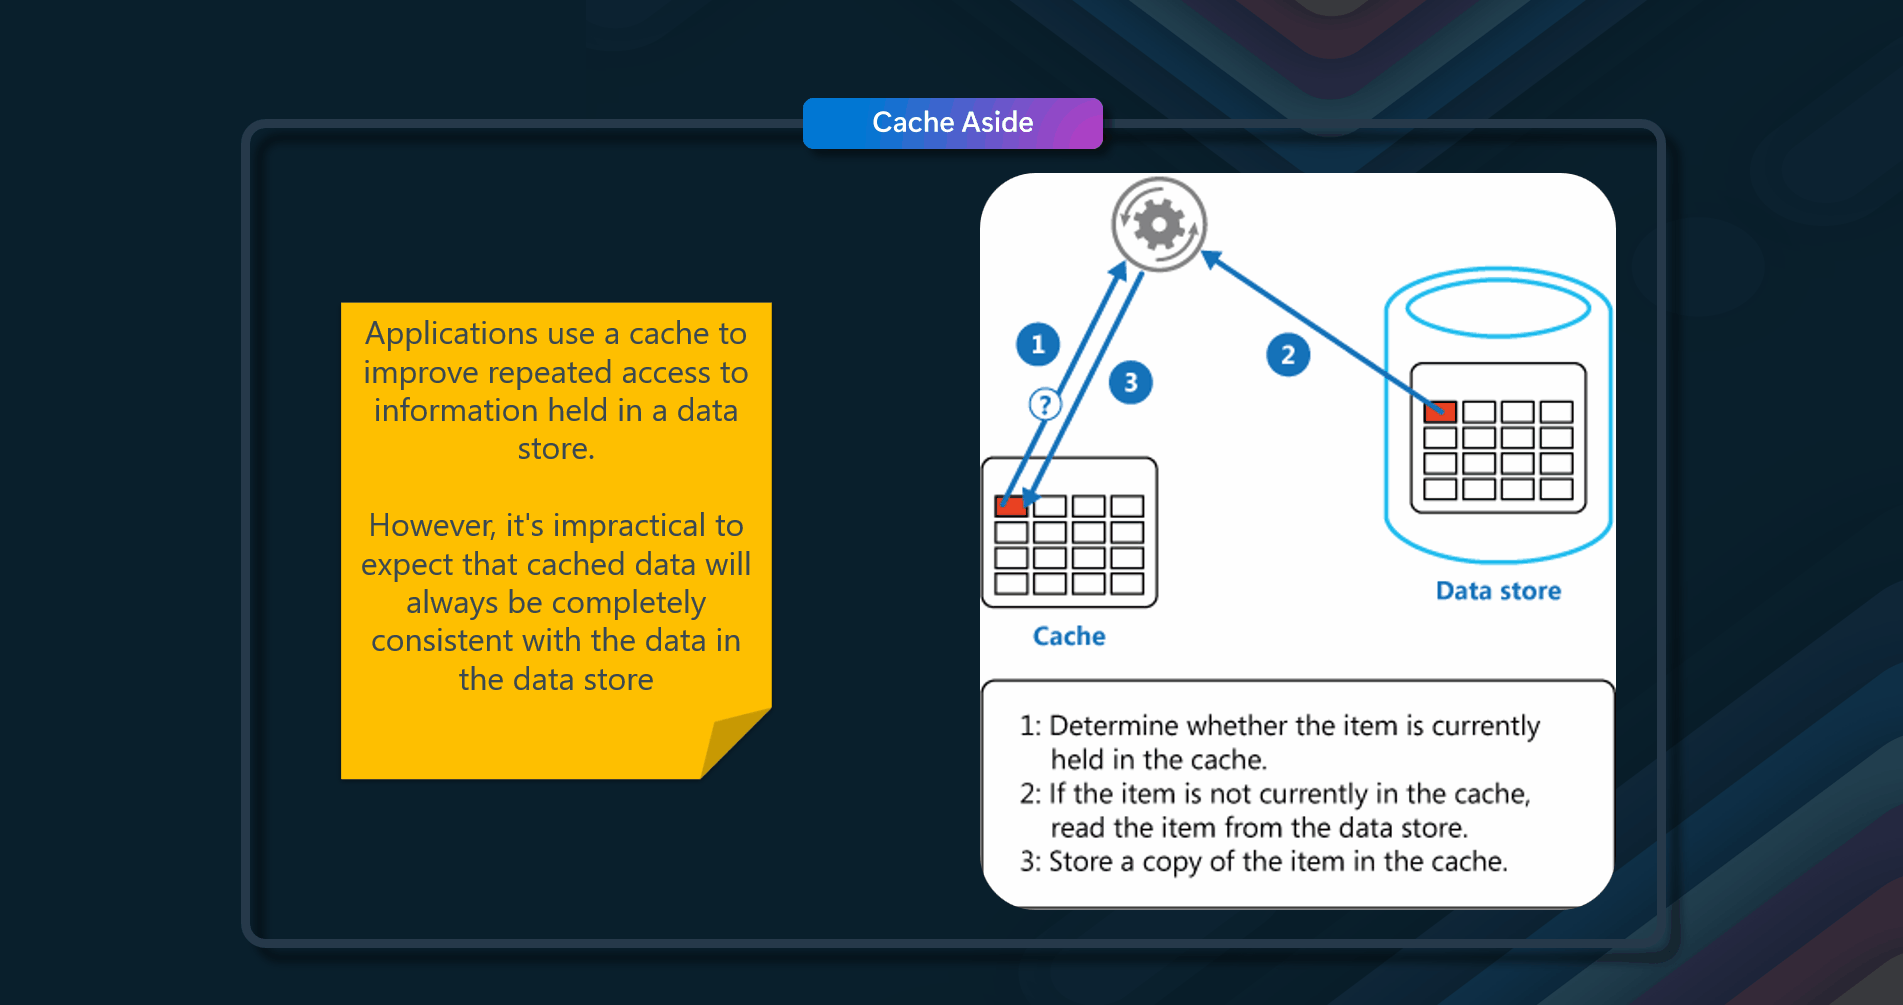 Cache Aside
Applications use a cache to
improve repeated access to
information held in a data
store.
However, it's impractical to
expect that cached data will
always be completely
consistent with the data in
the data store
1
2
3
?
Data store
Cache
1: Determine whether the item is currently
held in the cache.
2: If the item is not currently in the cache,
read the item from the data store.
3: Store a copy of the item in the cache.